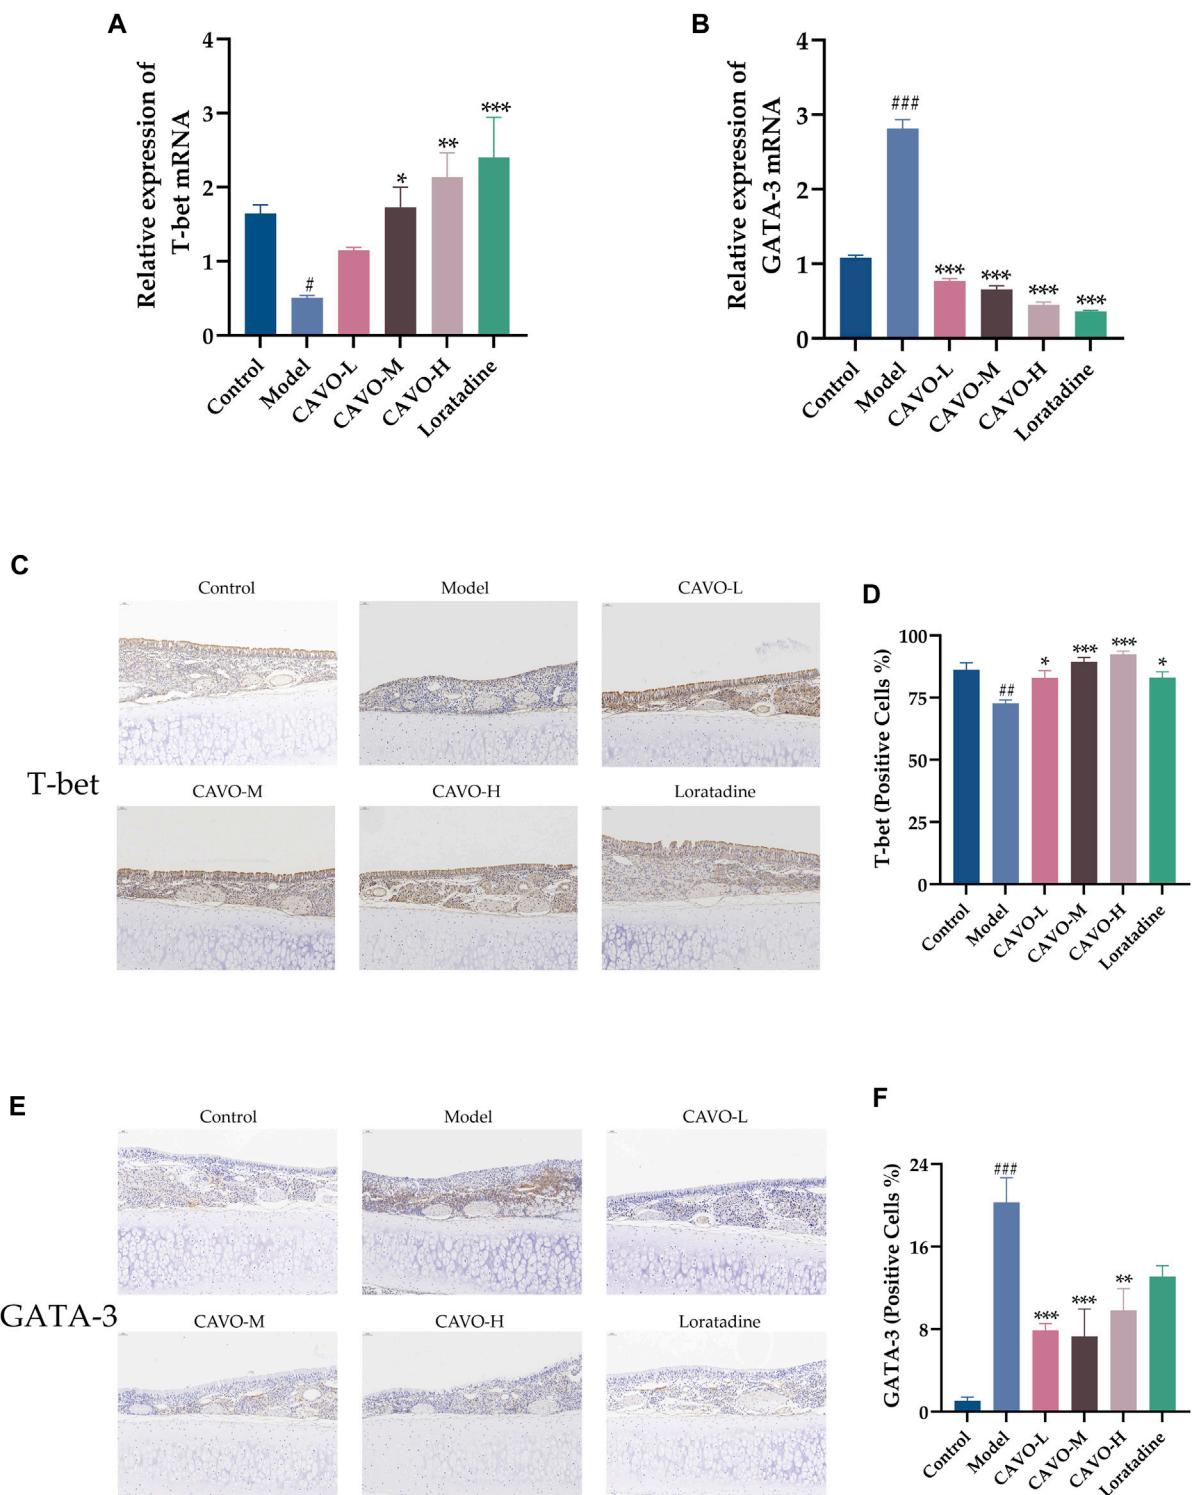 A
Relative expression of
T-bet mRNA
4
3
2
1
0
#
*
**
***
Control
Model
CAVO-L
CAVO-M
CAVO-H
Loratadine
B
Relative expression of
GATA-3 mRNA
4
3
2
1
0
###
***
***
***
***
Control
Model
CAVO-L
CAVO-M
CAVO-H
Loratadine
C
T-bet
Control
Model
CAVO-L
CAVO-M
CAVO-H
Loratadine
D
T-bet (Positive Cells %)
100
75
50
25
0
##
*
***
***
*
Control
Model
CAVO-L
CAVO-M
CAVO-H
Loratadine
E
GATA-3
Control
Model
CAVO-L
CAVO-M
CAVO-H
Loratadine
F
GATA-3 (Positive Cells %)
24
16
8
0
###
***
***
**
Control
Model
CAVO-L
CAVO-M
CAVO-H
Loratadine